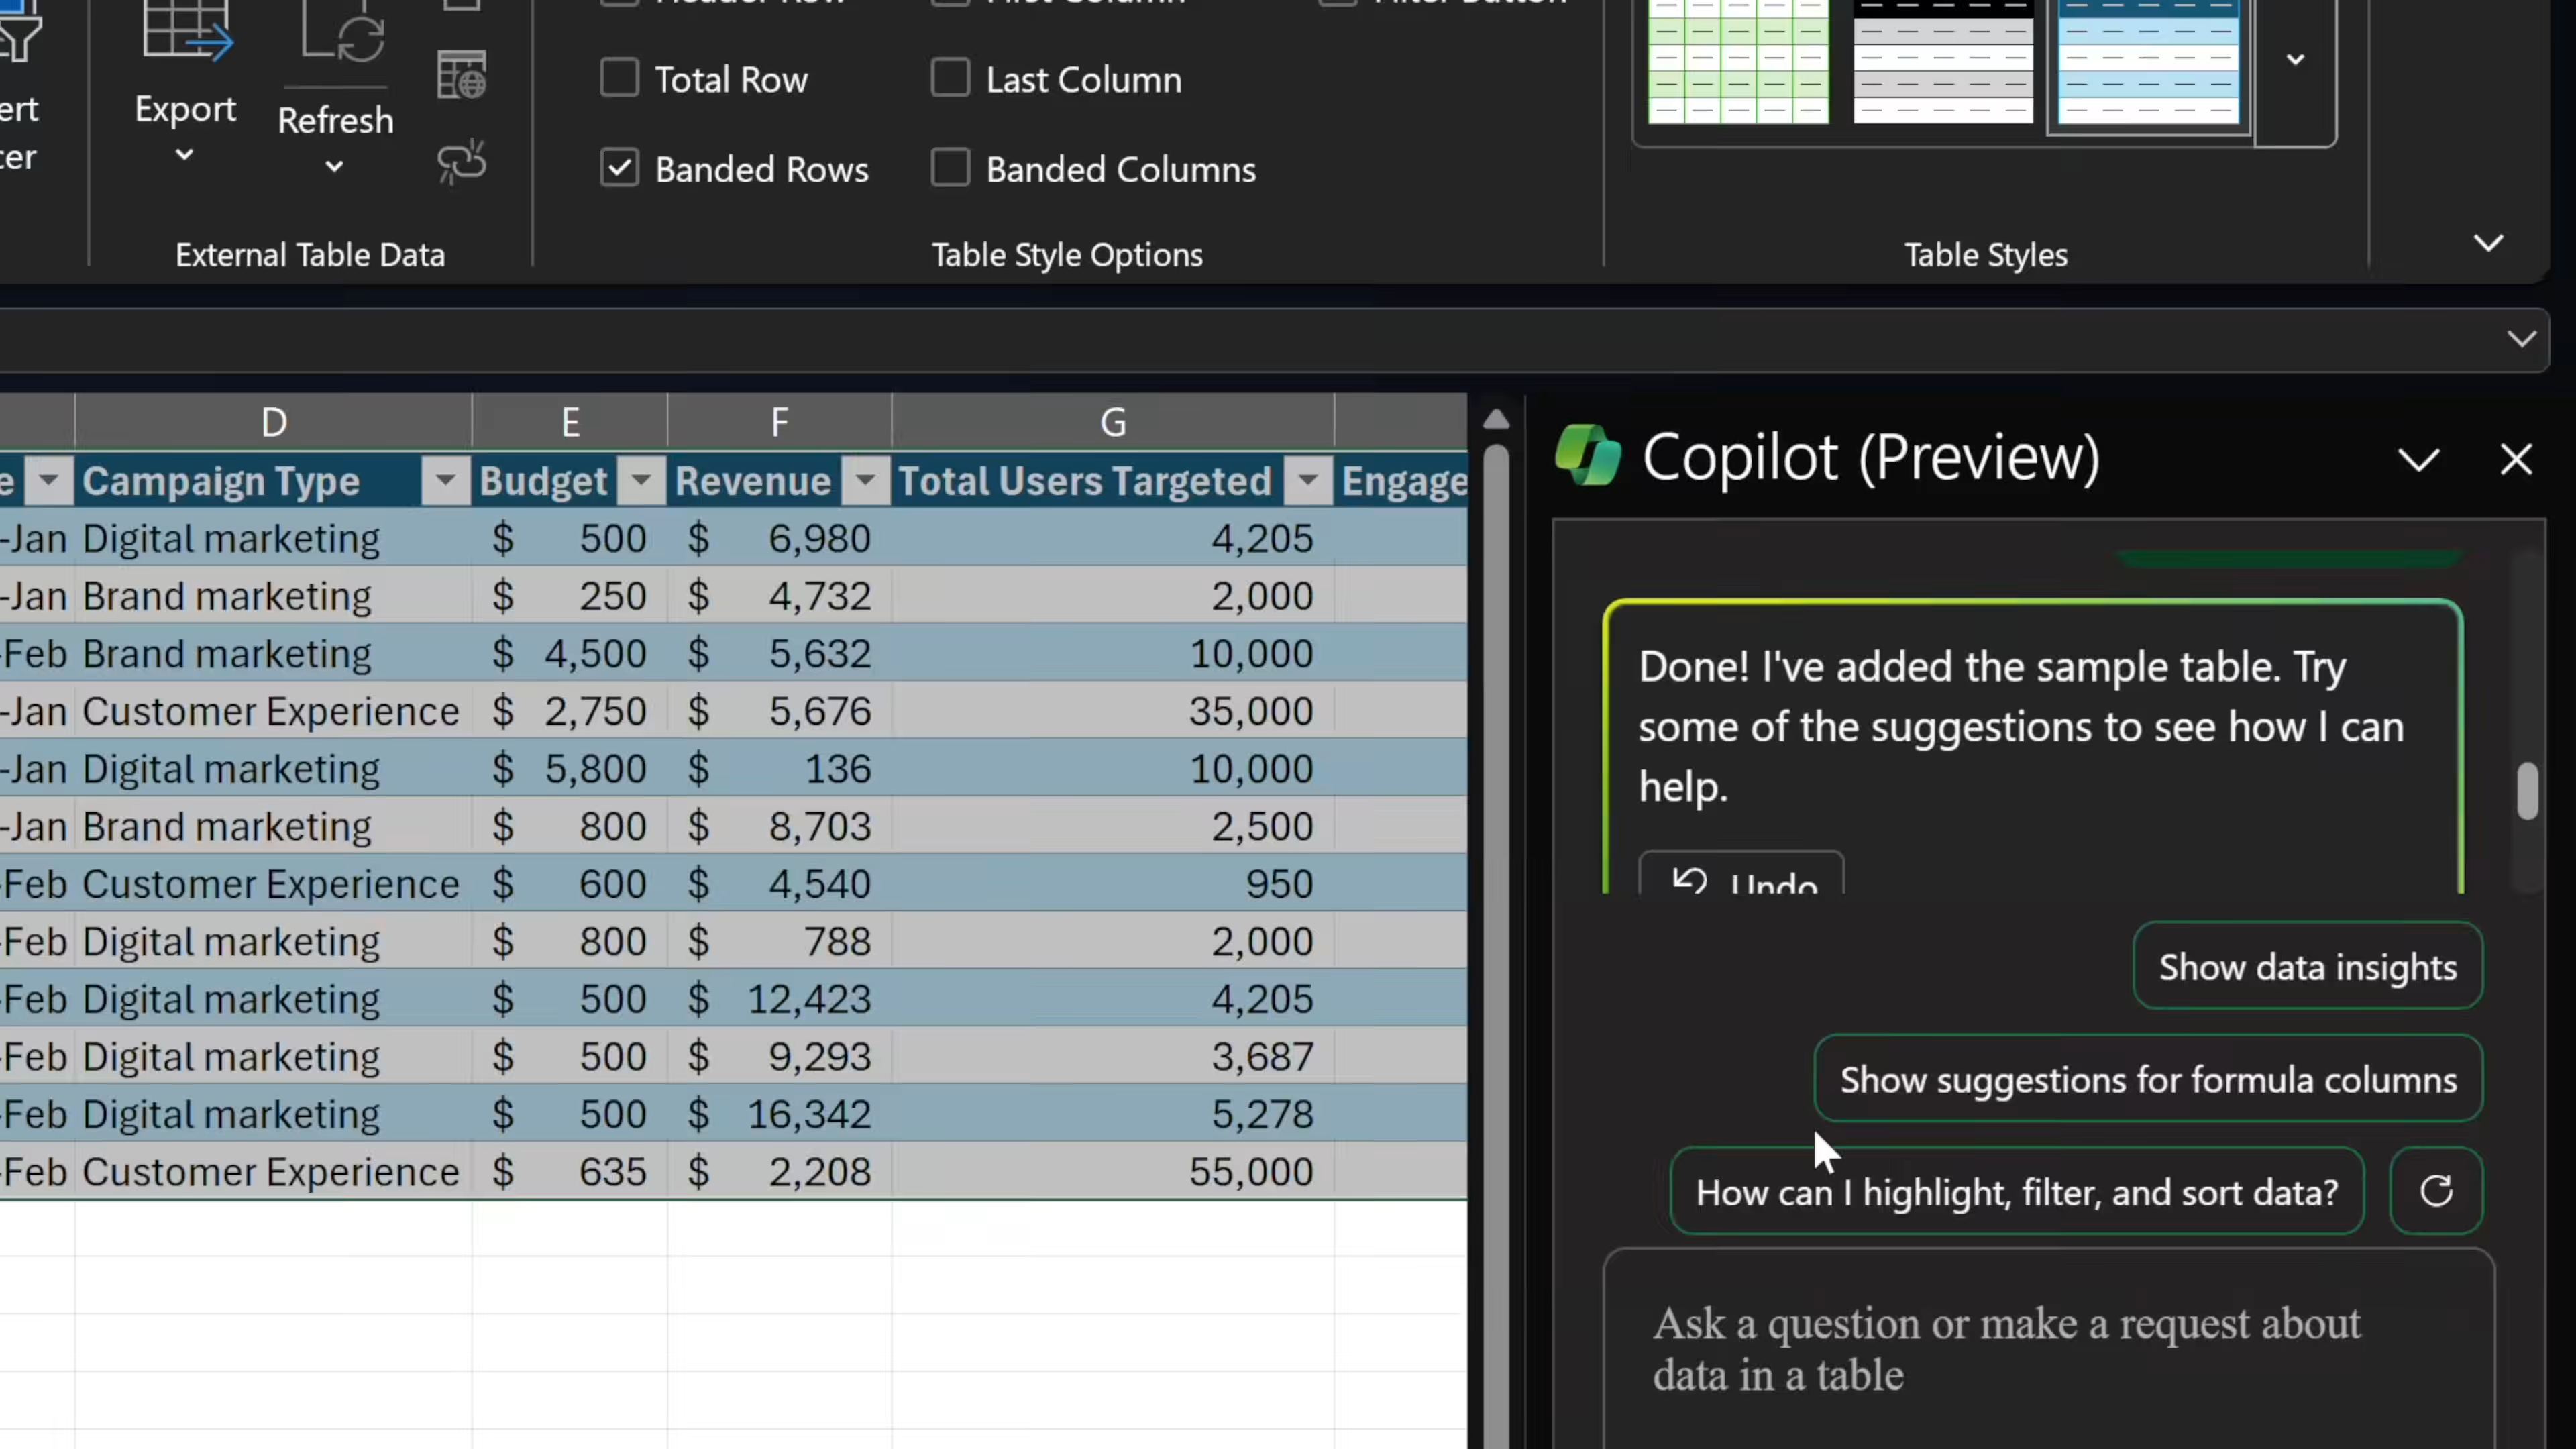 Export
Refresh
Total Row
Last Column
Banded Rows
Banded Columns
External Table Data
Table Style Options
Table Styles
D E F G
e Campaign Type Budget Revenue Total Users Targeted Engage
-Jan Digital marketing $ 500 $ 6,980 4,205
-Jan Brand marketing $ 250 $ 4,732 2,000
-Feb Brand marketing $ 4,500 $ 5,632 10,000
-Jan Customer Experience $ 2,750 $ 5,676 35,000
-Jan Digital marketing $ 5,800 $ 136 10,000
-Jan Brand marketing $ 800 $ 8,703 2,500
-Feb Customer Experience $ 600 $ 4,540 950
-Feb Digital marketing $ 800 $ 788 2,000
-Feb Digital marketing $ 500 $ 12,423 4,205
-Feb Digital marketing $ 500 $ 9,293 3,687
-Feb Digital marketing $ 500 $ 16,342 5,278
-Feb Customer Experience $ 635 $ 2,208 55,000
Copilot (Preview)
Done! I've added the sample table. Try
some of the suggestions to see how I can
help.
Undo
Show data insights
Show suggestions for formula columns
How can I highlight, filter, and sort data?
Ask a question or make a request about
data in a table